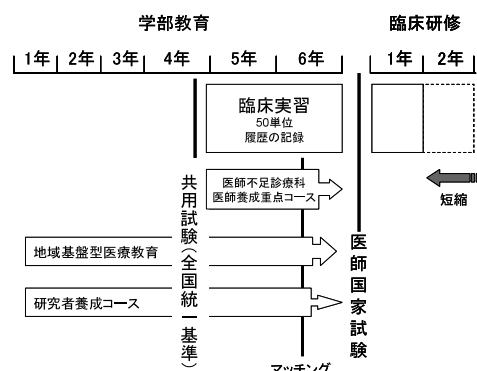 学部教育
臨床研修
1年 2年 3年 4年 5年 6年
1年 2年
臨床実習
50単位
履歴の記録
医師不足診療科
医師養成重点コース
短縮
共用試験(全国統一基準)
地域基盤型医療教育
医師国家試験
研究者養成コース
マッチング